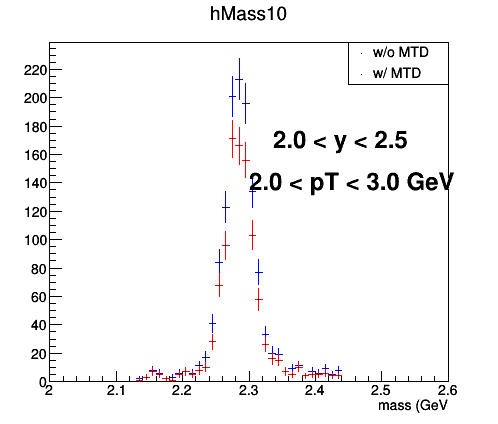 hMass10
w/o MTD
w/ MTD
2.0 < y < 2.5
2.0 < pT < 3.0 GeV
220
200
180
160
140
120
100
80
60
40
20
0
2 2.1 2.2 2.3 2.4 2.5 2.6
mass (GeV